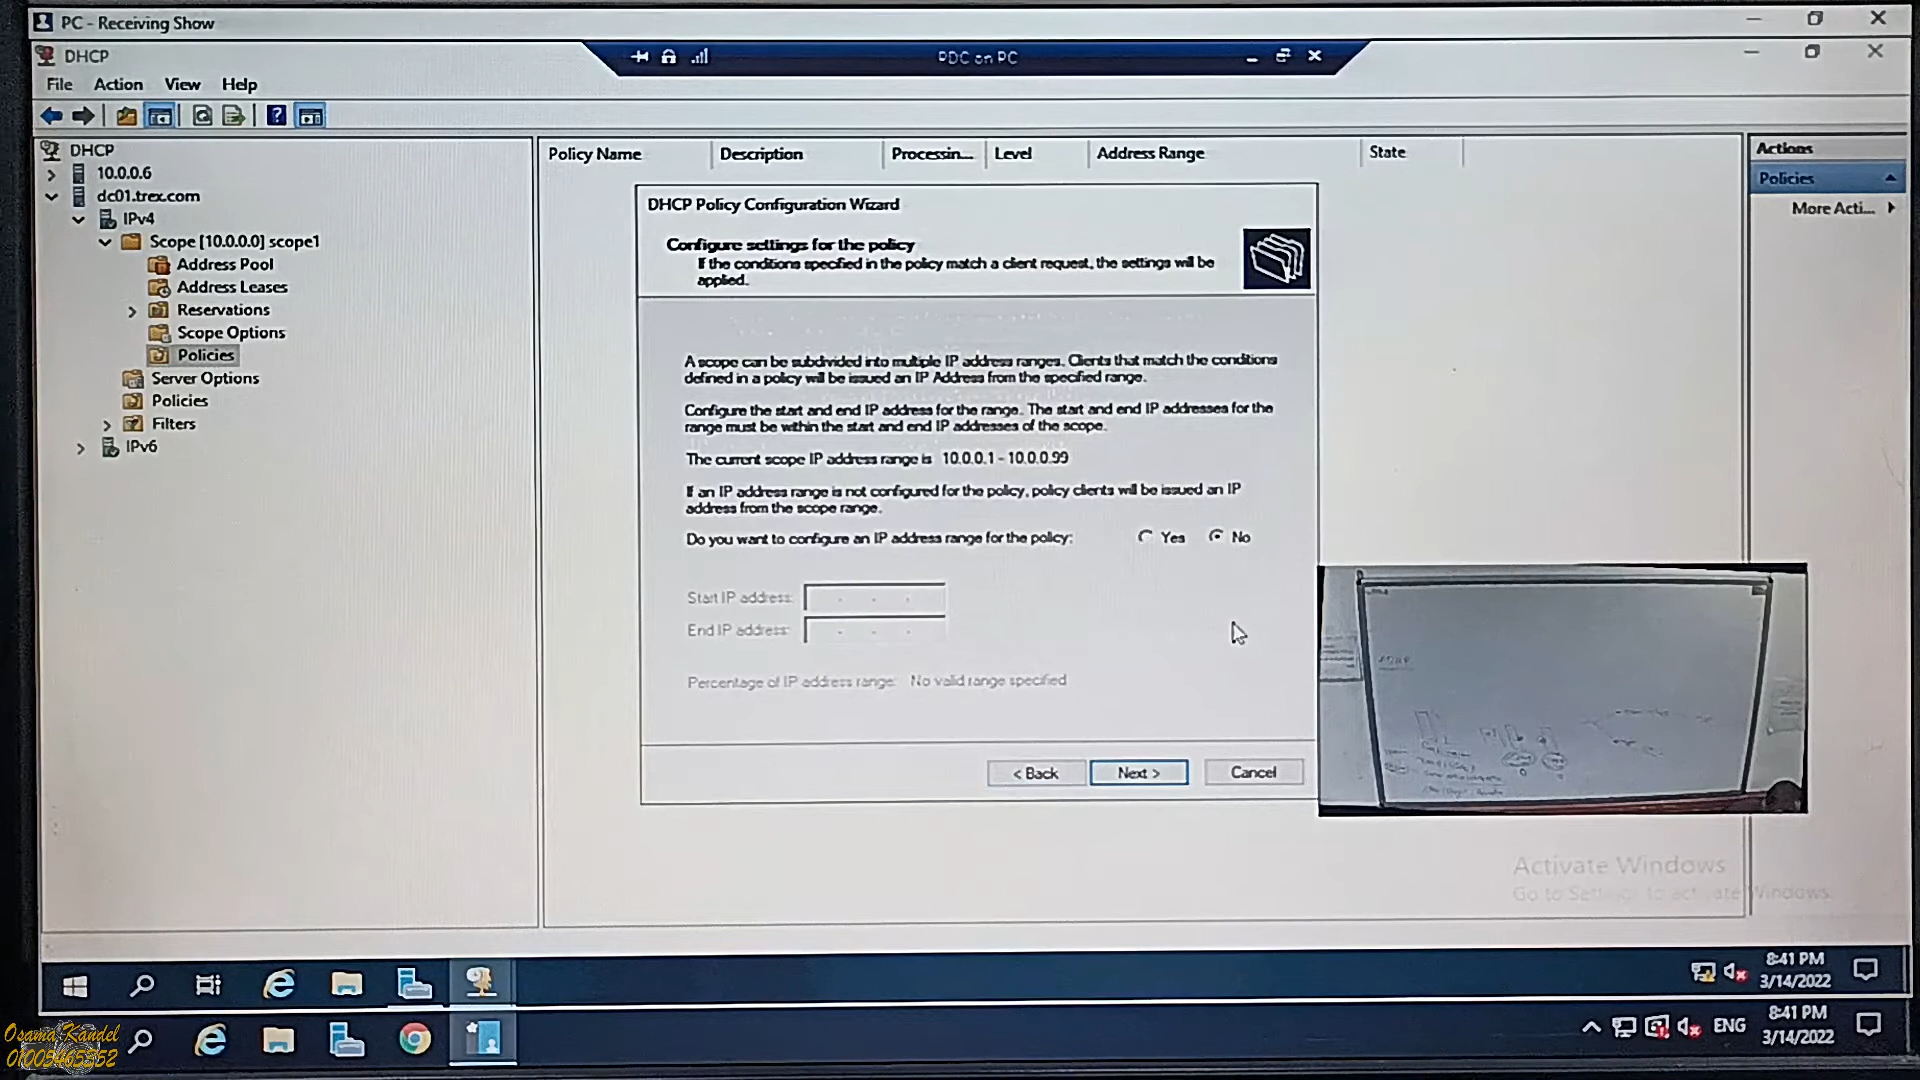 PC - Receiving Show
DHCP
PDC on PC
File Action View Help
DHCP
10.0.0.6
dc01.trex.com
IPv4
Scope [10.0.0.0] scope1
Address Pool
Address Leases
Reservations
Scope Options
Policies
Server Options
Policies
Filters
IPv6
Policy Name Description Processin... Level Address Range State
DHCP Policy Configuration Wizard
Configure settings for the policy
If the conditions specified in the policy match a client request, the settings will be
applied.
A scope can be subdivided into multiple IP address ranges. Clients that match the conditions
defined in a policy will be issued an IP Address from the specified range.
Configure the start and end IP address for the range. The start and end IP addresses for the
range must be within the start and end IP addresses of the scope.
The current scope IP address range is 10.0.0.1 - 10.0.0.99
If an IP address range is not configured for the policy, policy clients will be issued an IP
address from the scope range.
Do you want to configure an IP address range for the policy: Yes No
Start IP address:
End IP address:
Percentage of IP address range: No valid range specified
< Back Next > Cancel
Actions
Policies
More Acti...
Activate Windows
Go to Settings to activate Windows.
8:41 PM
3/14/2022
ENG
8:41 PM
3/14/2022
Osama Kandel
01005465352